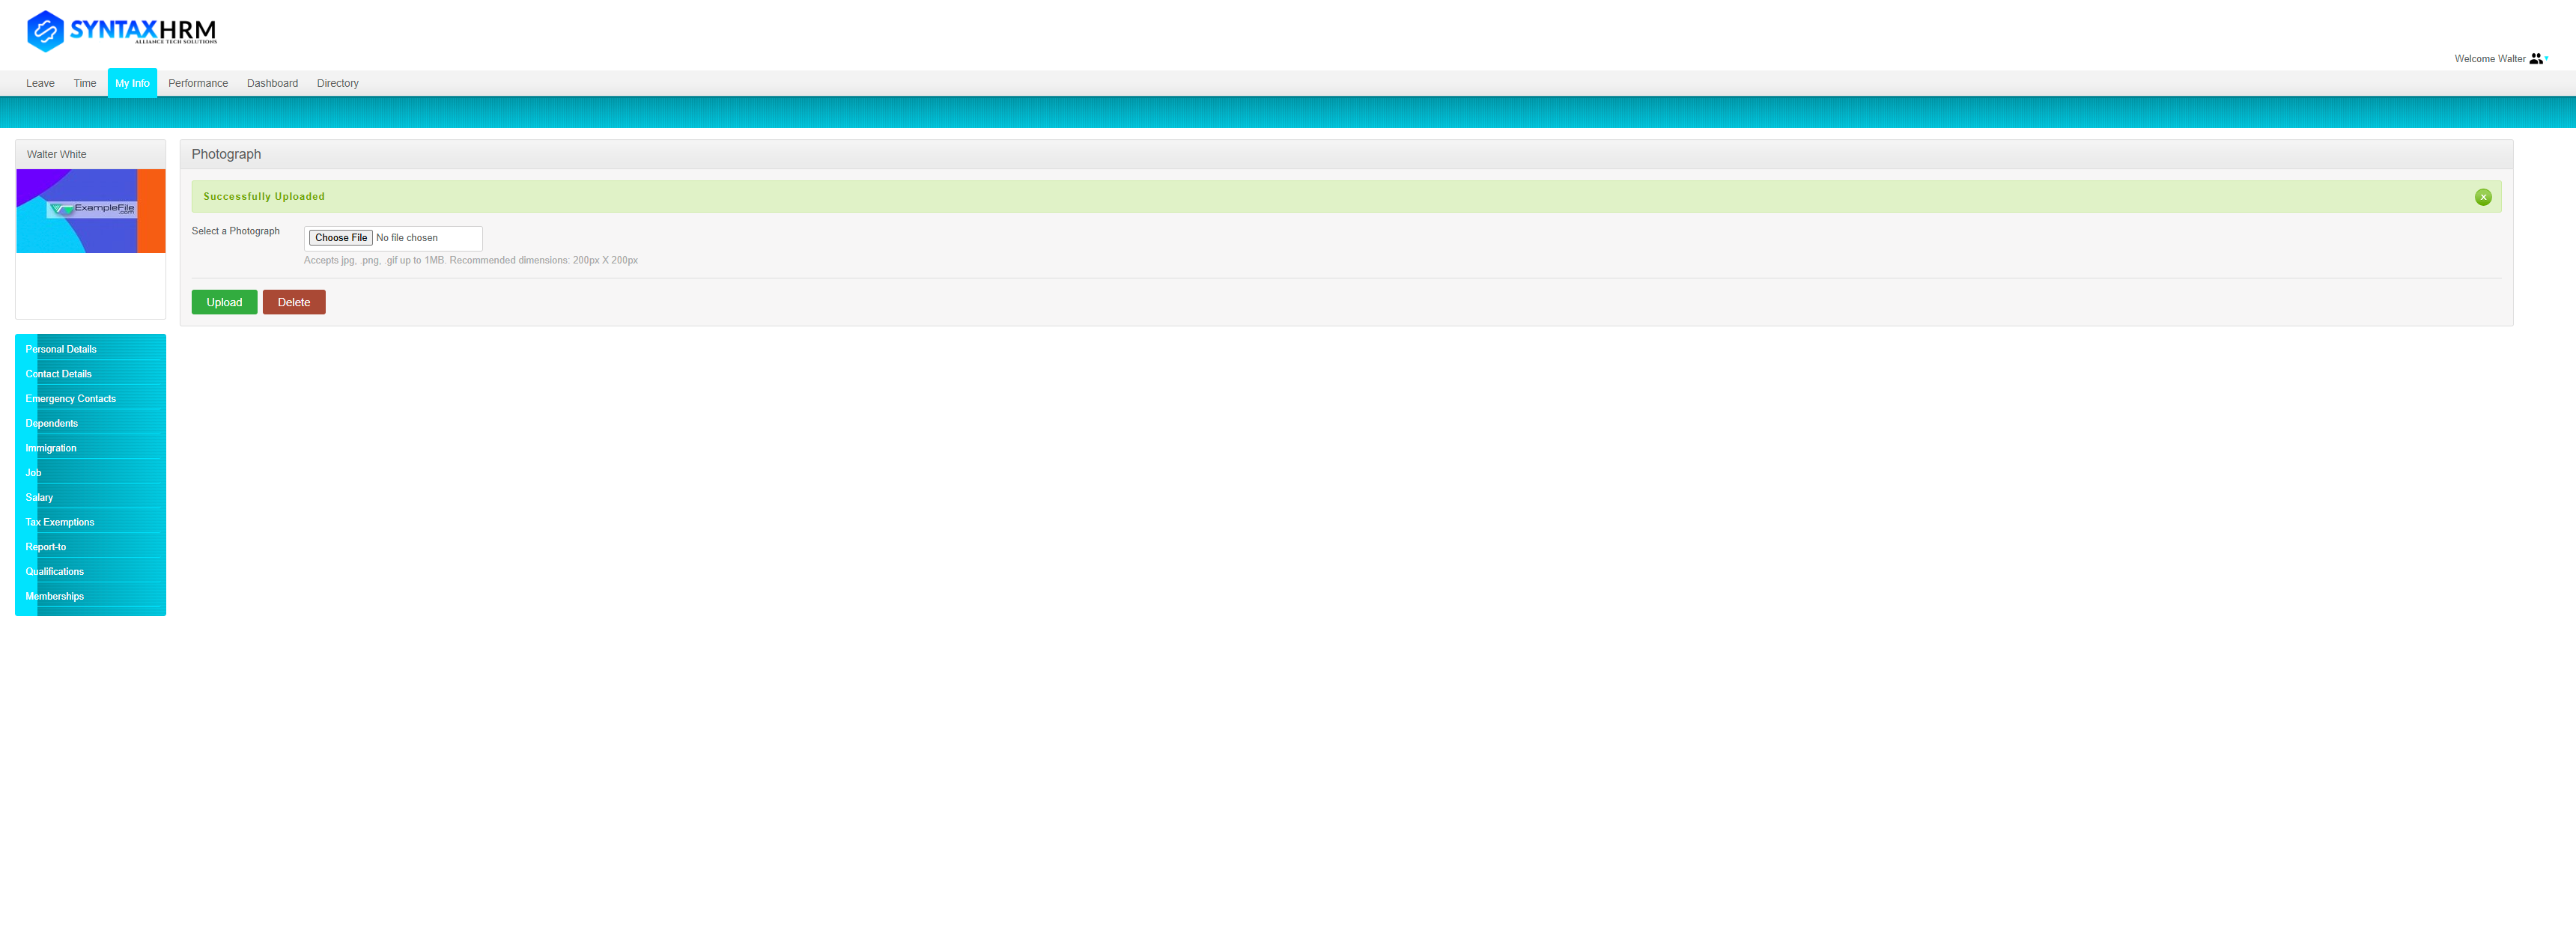 SYNTAXHRM
ALLIANCE TECH SOLUTIONS
Welcome Walter
Leave Time My Info Performance Dashboard Directory
Walter White
ExampleFile
.com
Photograph
Successfully Uploaded
x
Select a Photograph Choose File No file chosen
Accepts jpg, .png, .gif up to 1MB. Recommended dimensions: 200px X 200px
Upload Delete
Personal Details
Contact Details
Emergency Contacts
Dependents
Immigration
Job
Salary
Tax Exemptions
Report-to
Qualifications
Memberships